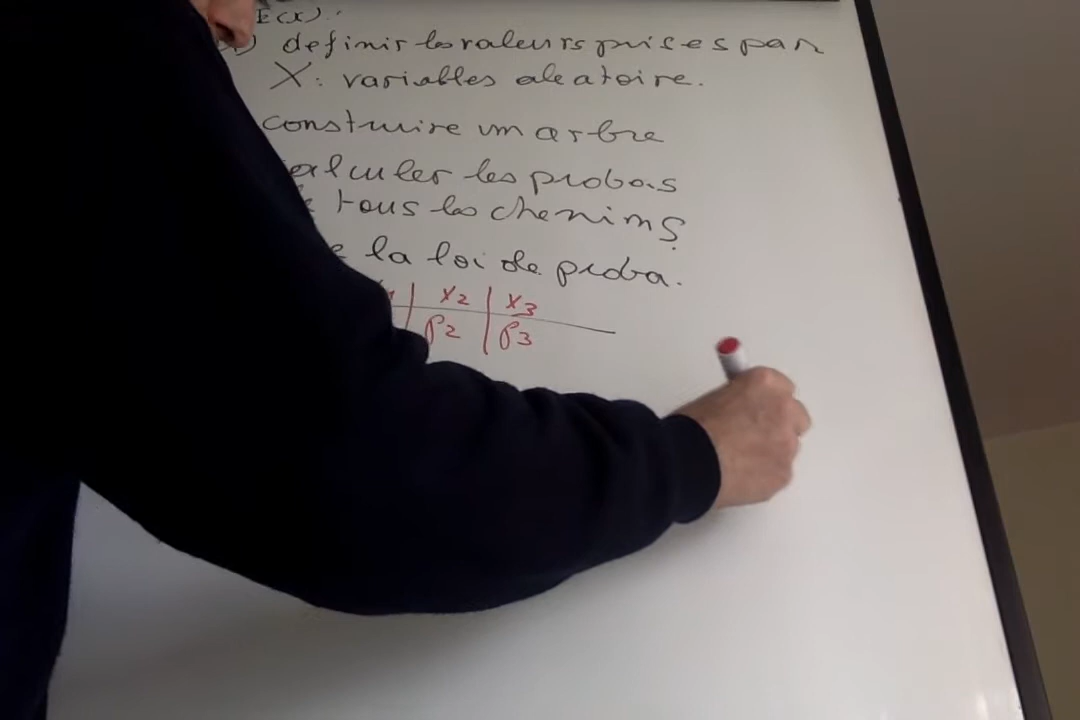 E(x).
definir les valeurs prises par
X: variables aleatoire.
construire un arbre
calculer les probas
tous les chemins
la loi de proba.
x2 | x3
p2 | p3